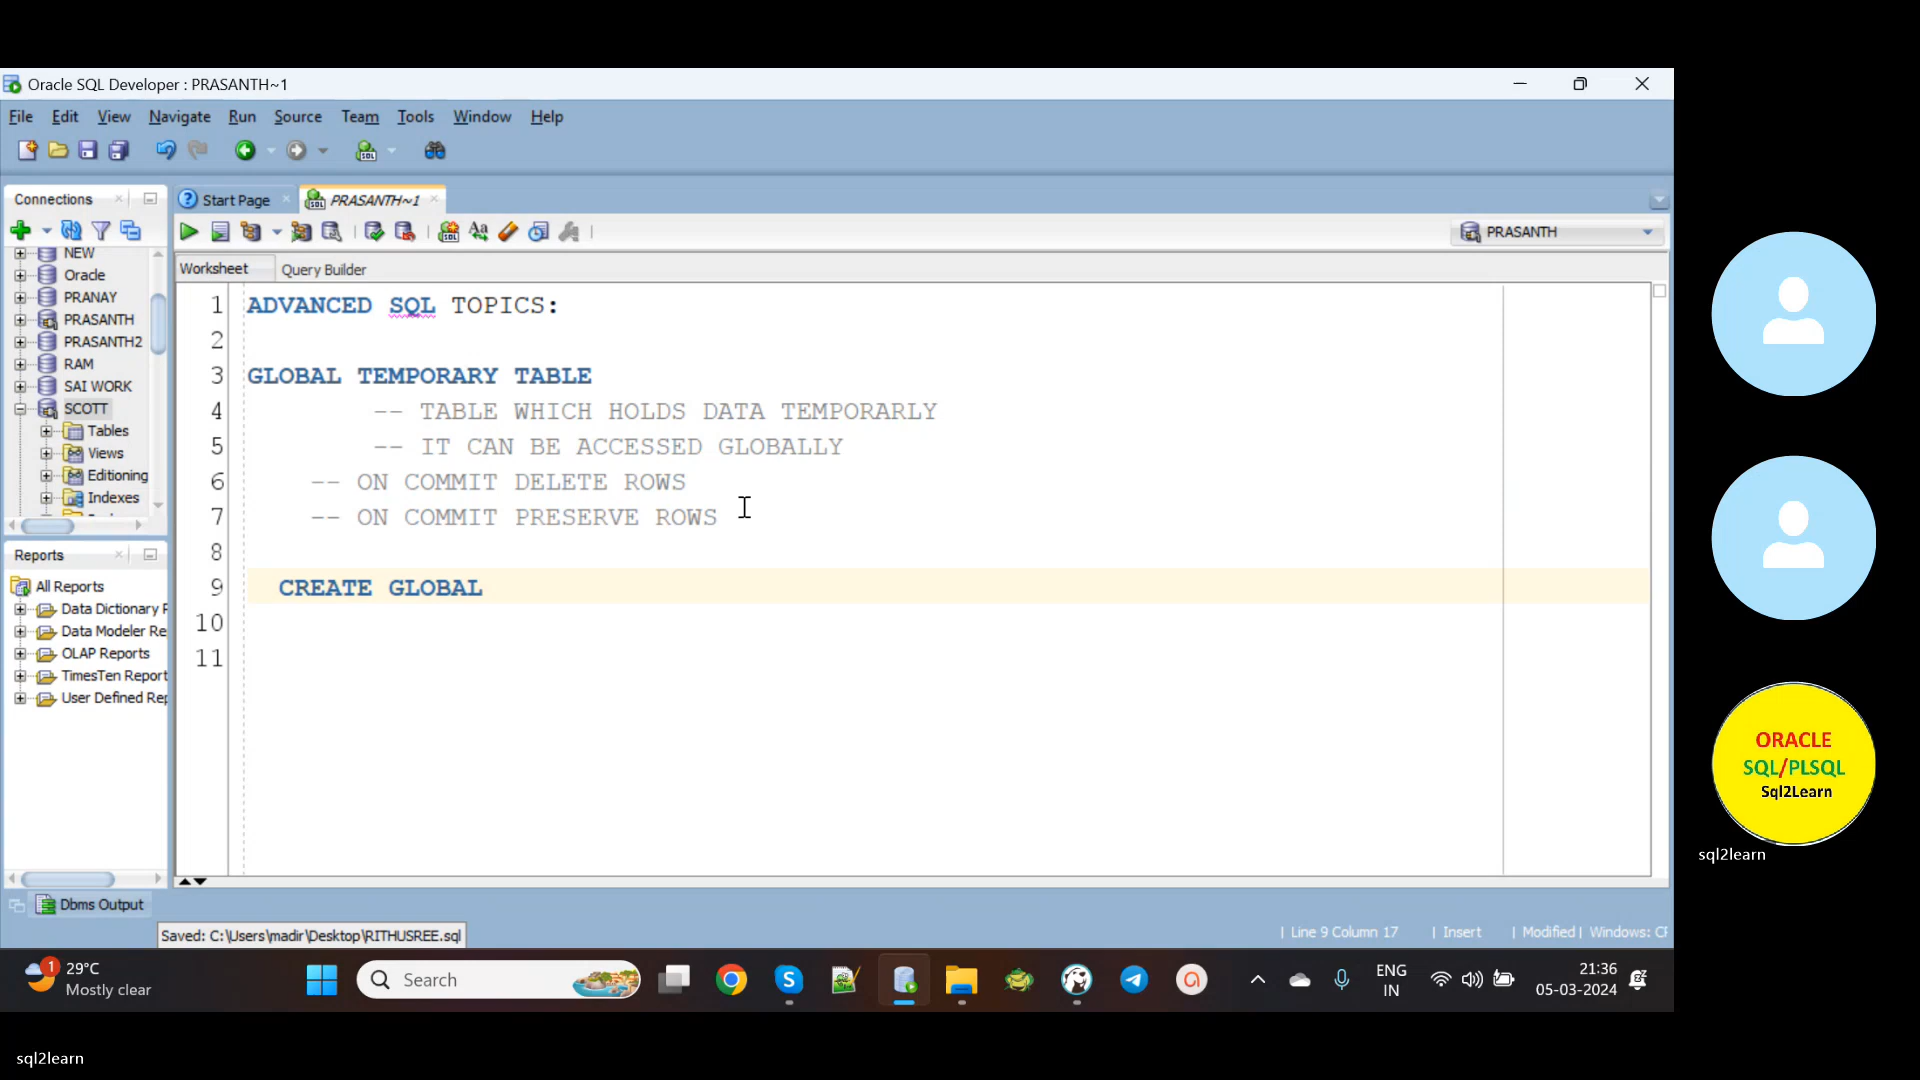 Oracle SQL Developer : PRASANTH~1
File Edit View Navigate Run Source Team Tools Window Help
Connections
Start Page
PRASANTH~1
PRASANTH
Worksheet Query Builder
NEW
Oracle
PRANAY
PRASANTH
PRASANTH2
RAM
SAI WORK
SCOTT
Tables
Views
Editioning
Indexes
1 ADVANCED SQL TOPICS:
2
3 GLOBAL TEMPORARY TABLE
4 -- TABLE WHICH HOLDS DATA TEMPORARLY
5 -- IT CAN BE ACCESSED GLOBALLY
6 -- ON COMMIT DELETE ROWS
7 -- ON COMMIT PRESERVE ROWS
8
9 CREATE GLOBAL
10
11
Reports
All Reports
Data Dictionary R
Data Modeler Re
OLAP Reports
TimesTen Report
User Defined Rep
Dbms Output
Saved: C:\Users\madir\Desktop\RITHUSREE.sql
| Line 9 Column 17 | Insert | Modified | Windows: CR
1
29°C
Mostly clear
Search
ENG
IN
21:36
05-03-2024
ORACLE
SQL/PLSQL
Sql2Learn
sql2learn
sql2learn